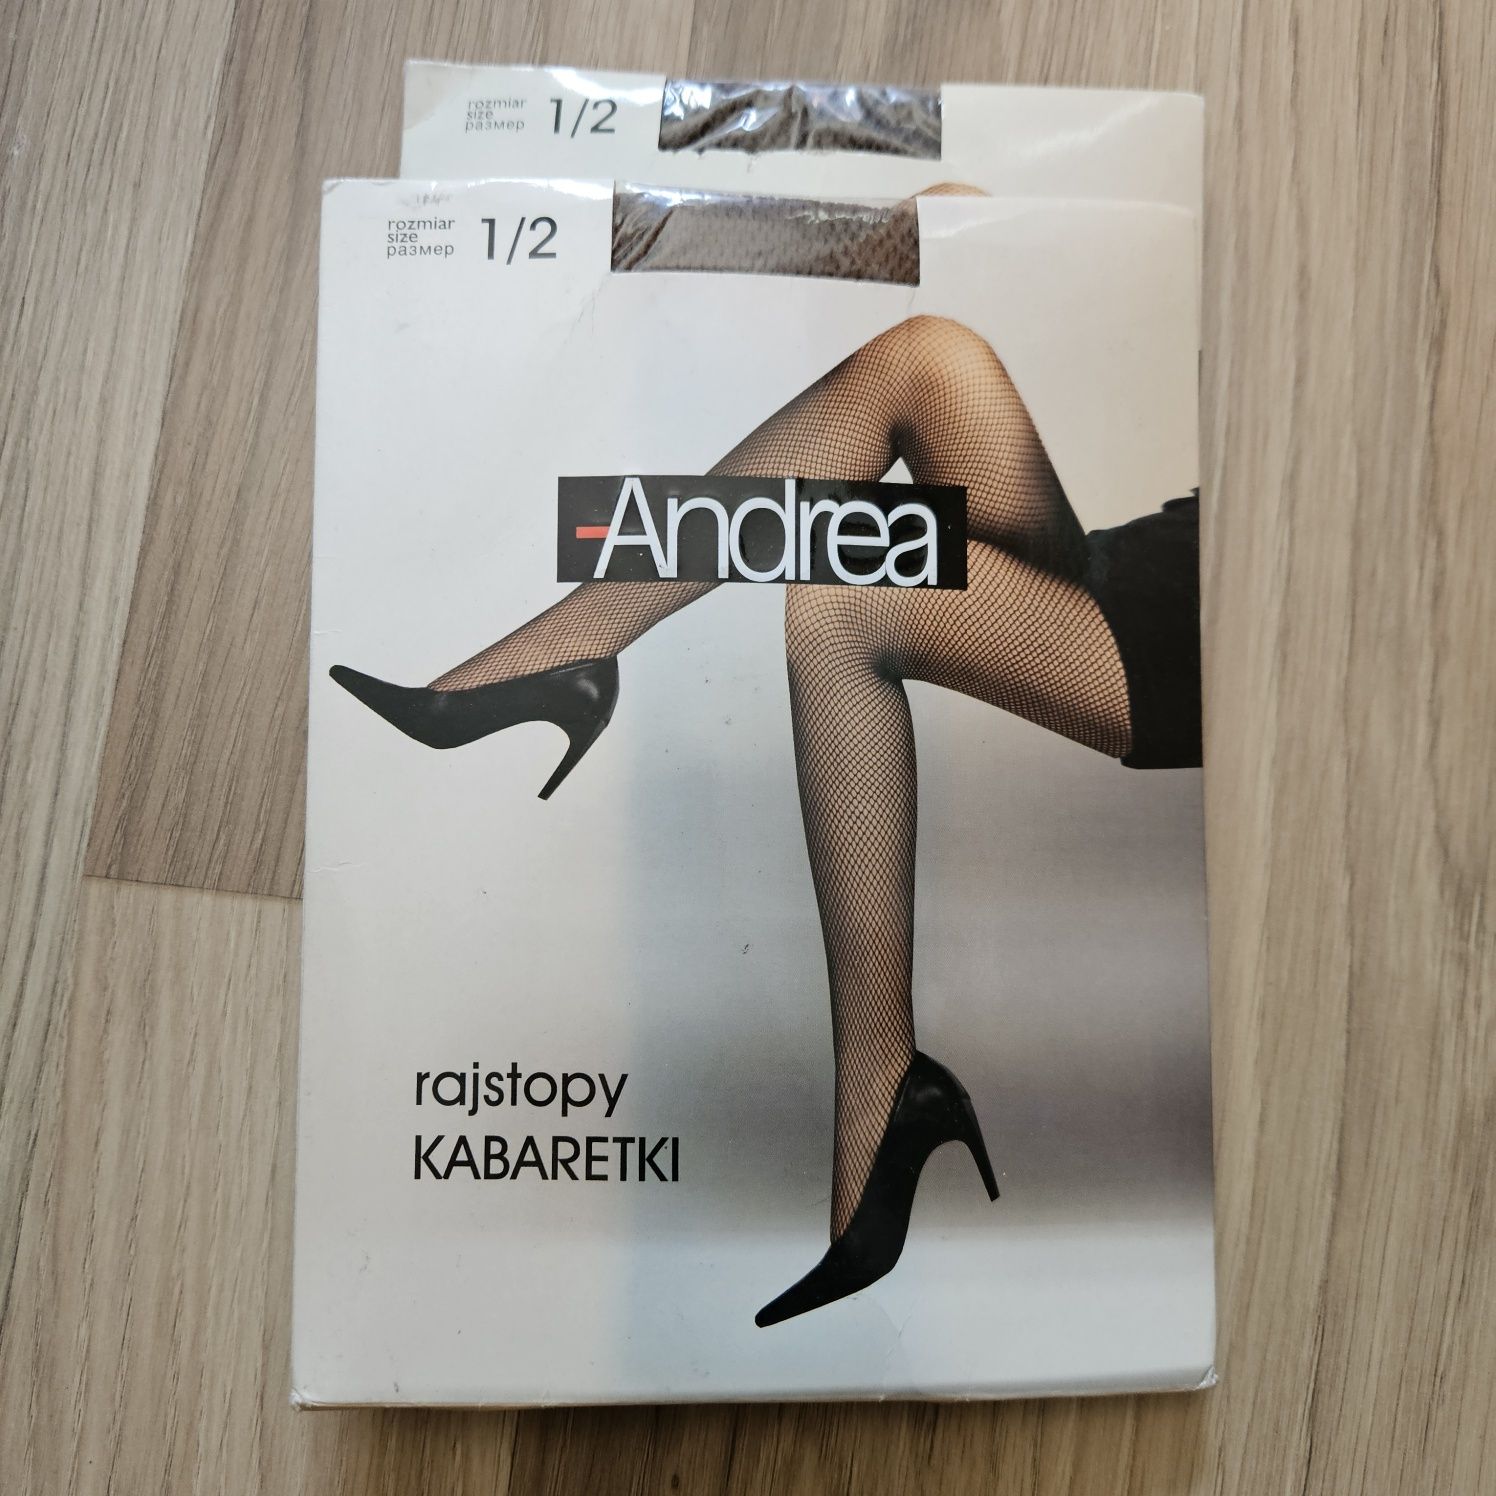 rozmiar
size
размер
1/2
rozmiar
size
размер
1/2
Andrea
rajstopy
KABARETKI